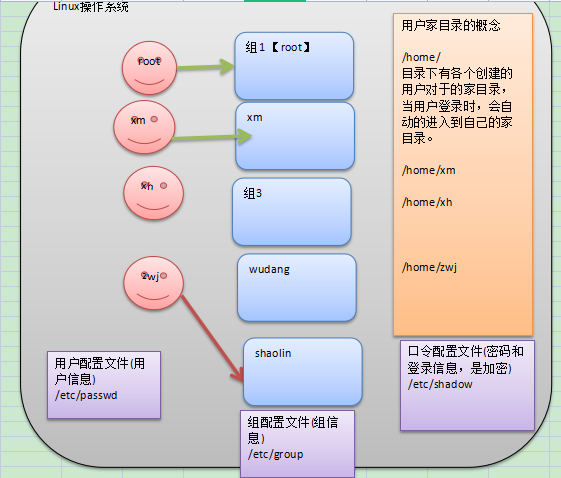 Linux操作系统
root
组1【root】
xm
xm
xh
组3
zwj
wudang
shaolin
用户家目录的概念
/home/
目录下有各个创建的
用户对于的家目录，
当用户登录时，会自
动的进入到自己的家
目录。
/home/xm
/home/xh
/home/zwj
用户配置文件(用
户信息)
/etc/passwd
组配置文件(组信
息)
/etc/group
口令配置文件(密码和
登录信息，是加密)
/etc/shadow